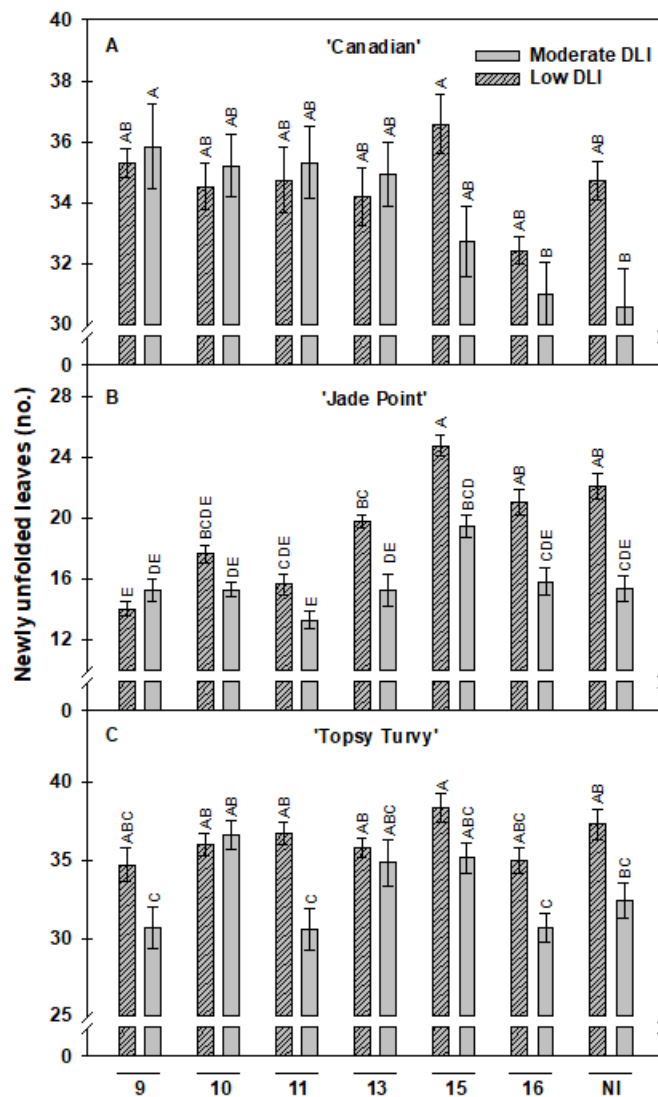 40
A
'Canadian'
Moderate DLI
Low DLI
38
36
34
32
30
0
AB A AB AB AB AB AB AB A AB AB B AB B
B
'Jade Point'
28
24
20
16
12
0
E DE BCDE DE CDE E BC DE A BCD AB CDE AB CDE
C
'Topsy Turvy'
40
35
30
25
0
ABC C AB AB AB C AB ABC A ABC ABC C AB BC
Newly unfolded leaves (no.)
9 10 11 13 15 16 NI